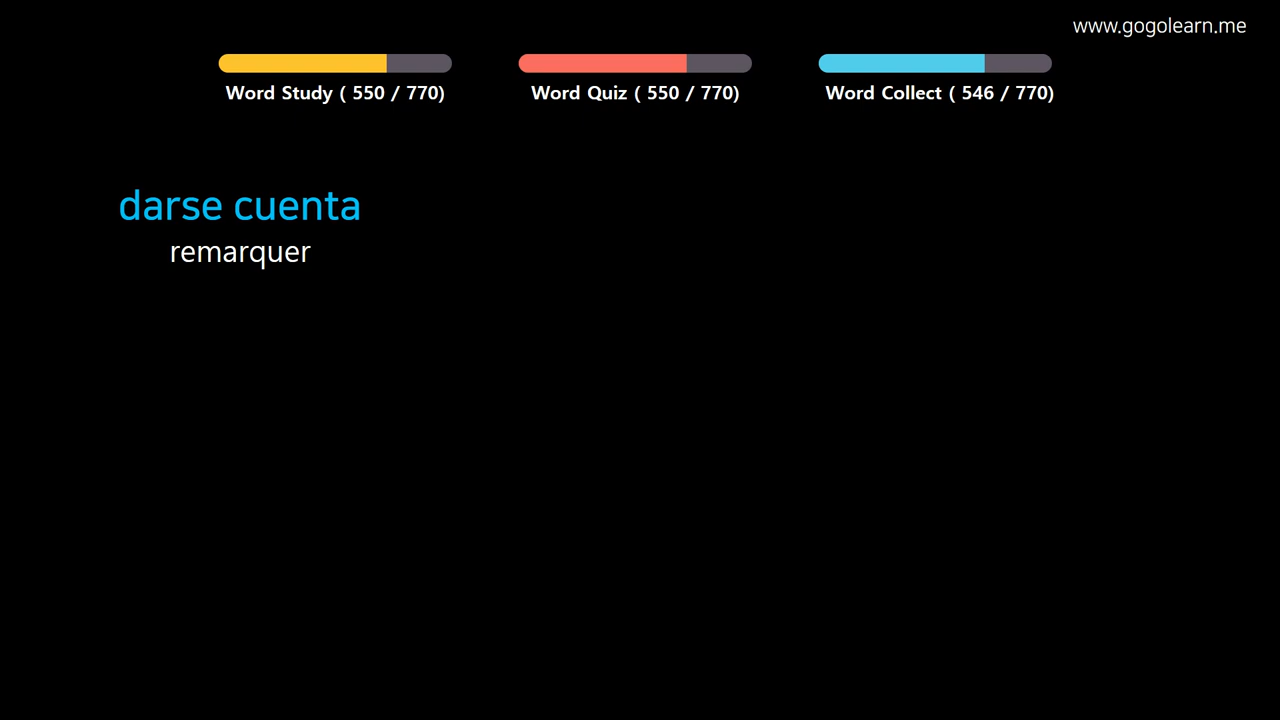 www.gogolearn.me
Word Study ( 550 / 770)
Word Quiz ( 550 / 770)
Word Collect ( 546 / 770)
darse cuenta
remarquer